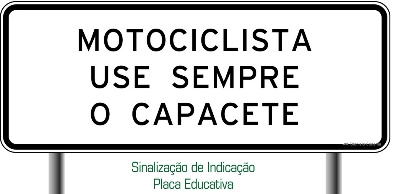 MOTOCICLISTA
USE SEMPRE
O CAPACETE
Sinalização de Indicação
Placa Educativa